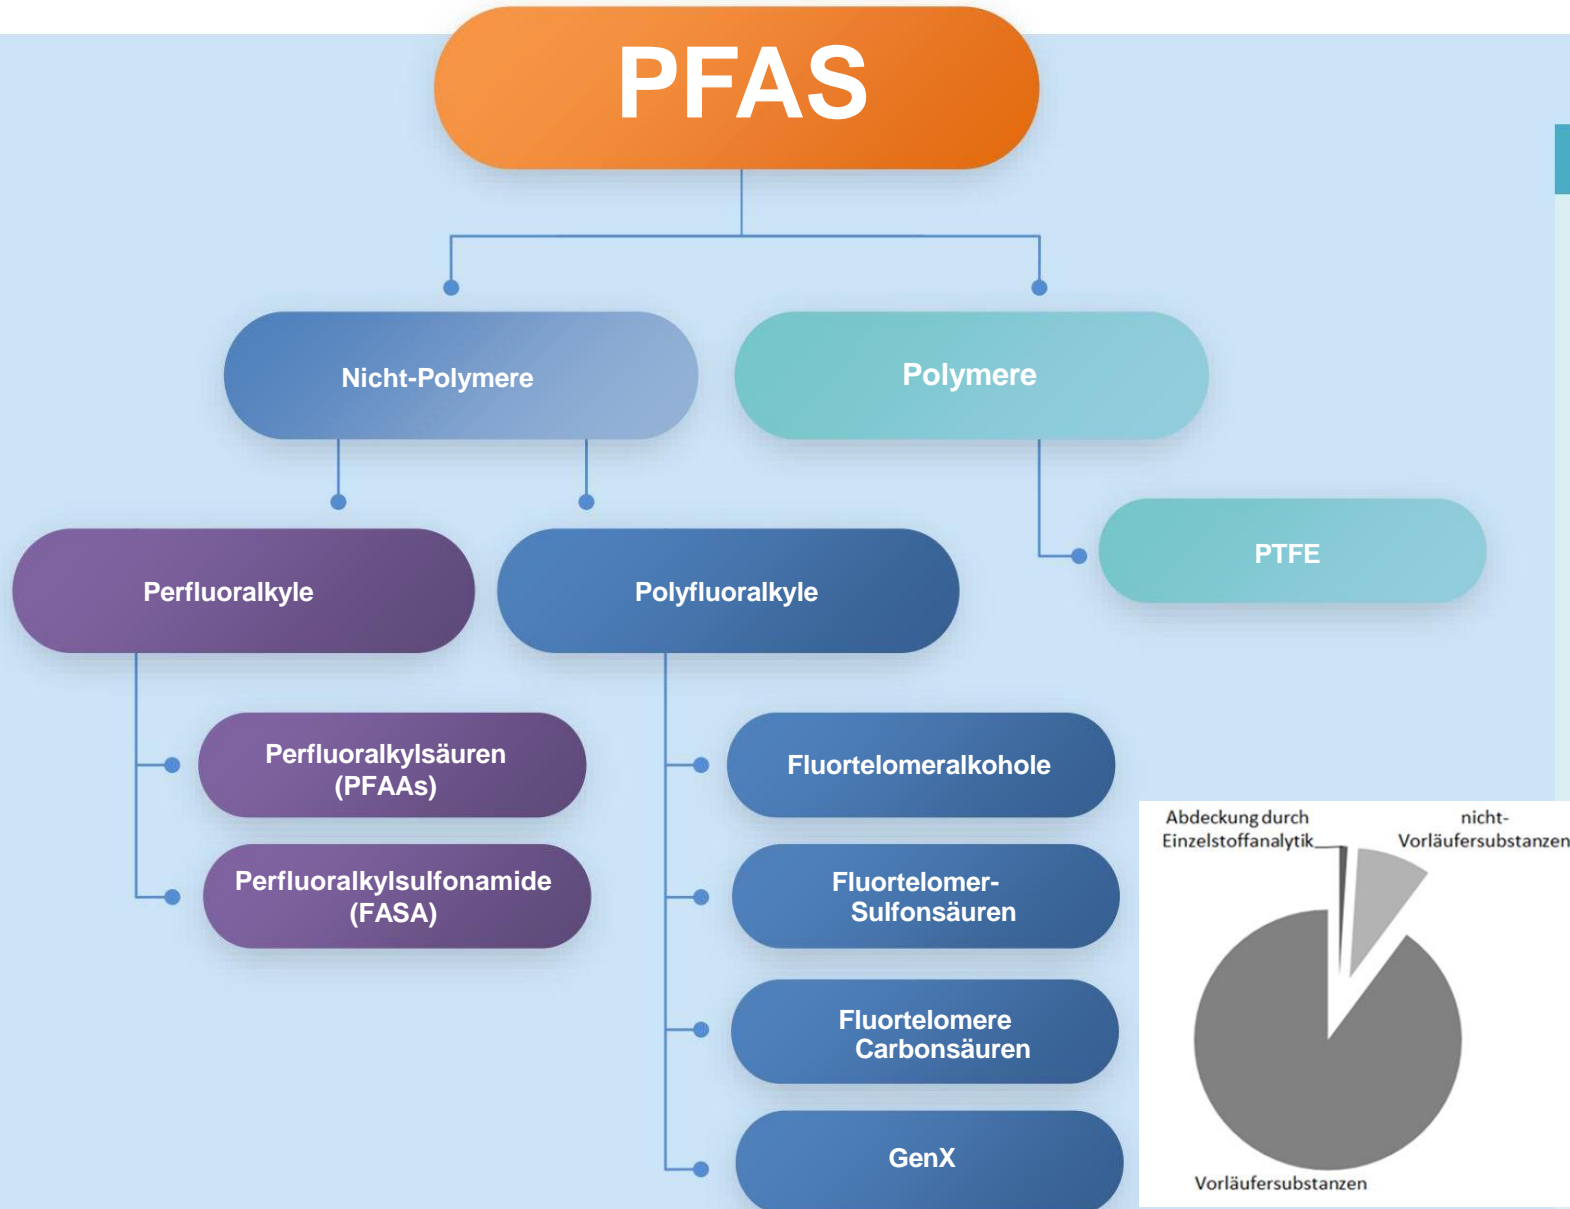 PFAS
Nicht-Polymere
Polymere
PTFE
Perfluoralkyle
Polyfluoralkyle
Perfluoralkylsäuren
(PFAAs)
Perfluoralkylsulfonamide
(FASA)
Fluortelomeralkohole
Fluortelomer-
Sulfonsäuren
Fluortelomere
Carbonsäuren
GenX
Abdeckung durch
Einzelstoffanalytik
nicht-
Vorläufersubstanzen
Vorläufersubstanzen